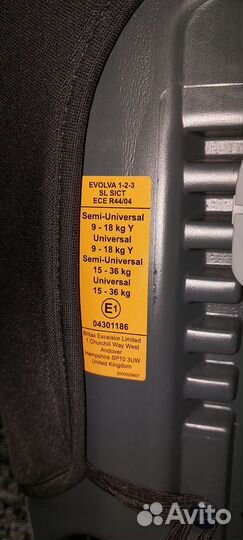 EVOLVA 1-2-3
SL SICT
ECE R44/04
Semi-Universal
9 - 18 kg Y
Universal
9 - 18 kg Y
Semi-Universal
15 - 36 kg
Universal
15 - 36 kg
E1
04301186
Britax Excelsior Limited
1 Churchill Way West
Andover
Hampshire SP10 3UW
United Kingdom
Avito